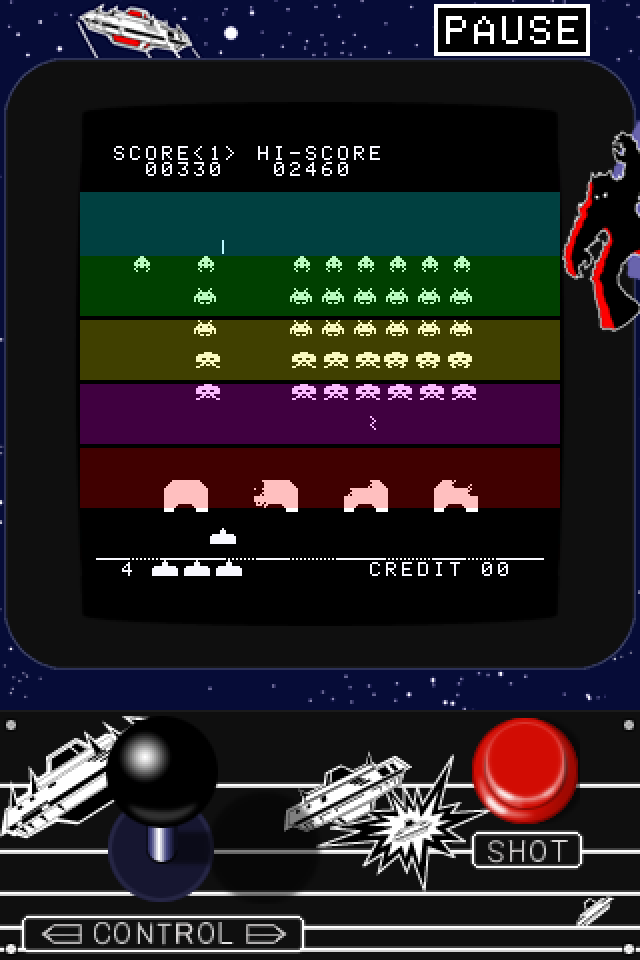 PAUSE
SCORE<1> HI-SCORE
00330 02460
4 CREDIT 00
SHOT
CONTROL